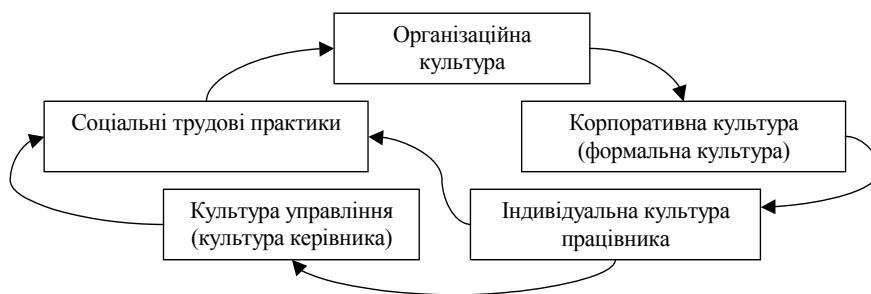 Організаційна
культура
Соціальні трудові практики
Корпоративна культура
(формальна культура)
Культура управління
(культура керівника)
Індивідуальна культура
працівника